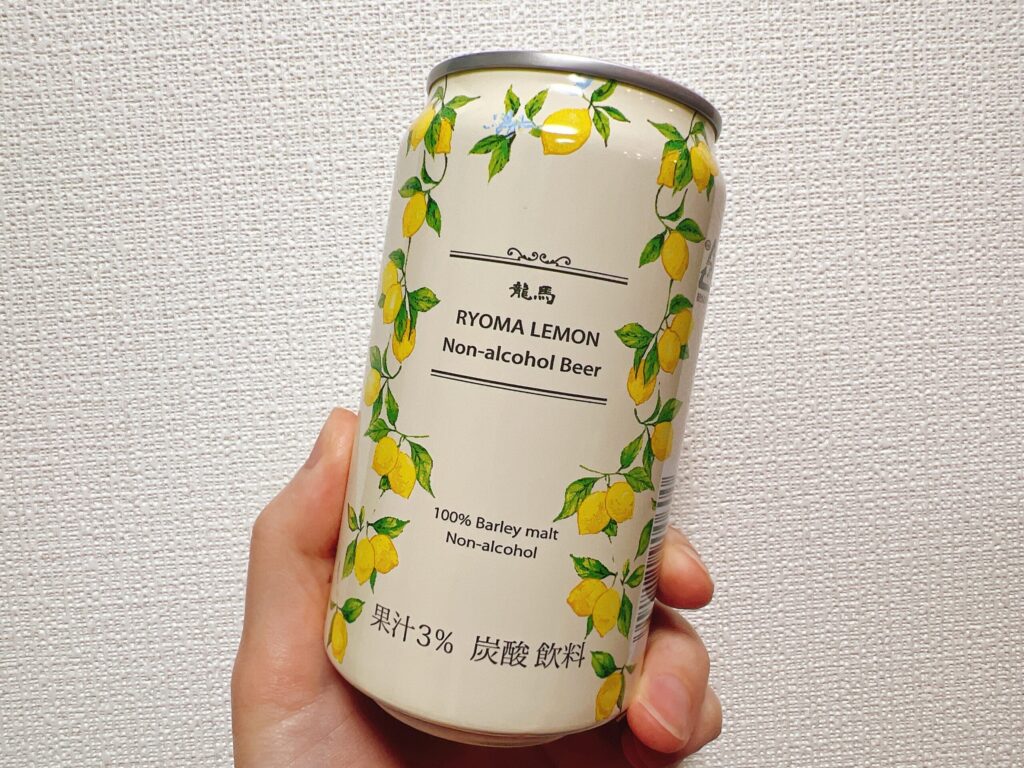 龍馬
RYOMA LEMON
Non-alcohol Beer
100% Barley malt
Non-alcohol
果汁3% 炭酸飲料